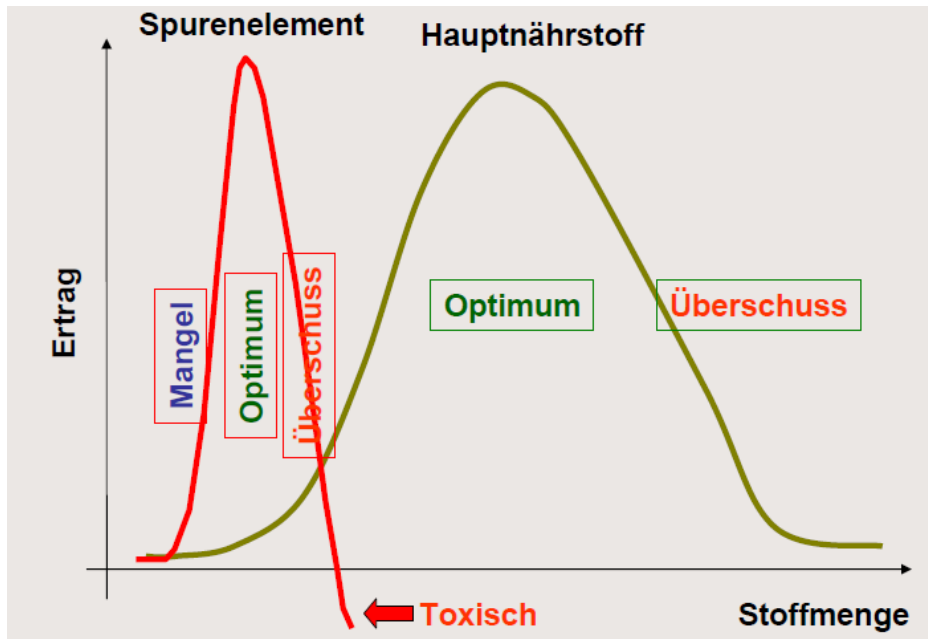 Spurenelement
Hauptnährstoff
Ertrag
Mangel
Optimum
Überschuss
Optimum
Überschuss
Toxisch
Stoffmenge